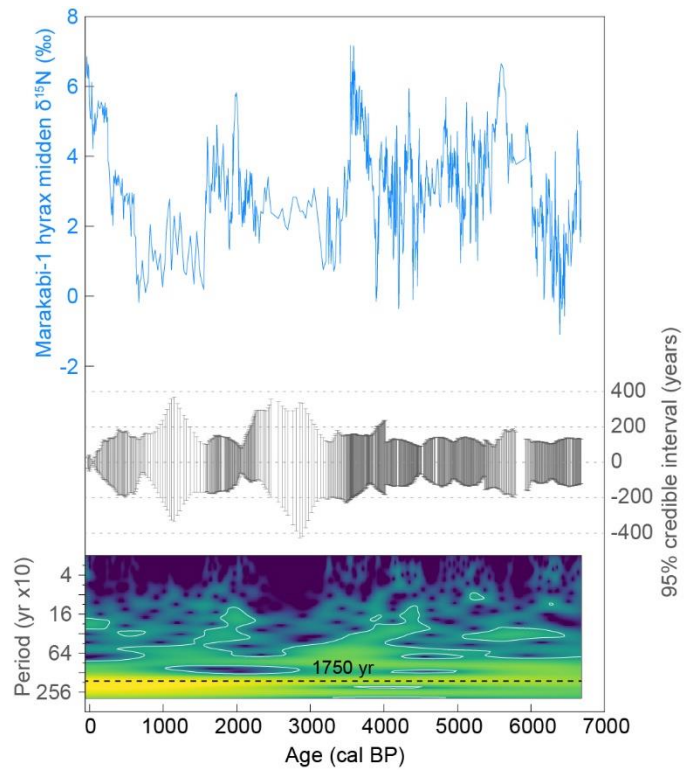 Marakabi-1 hyrax midden δ¹⁵N (‰)
8
6
4
2
0
-2
95% credible interval (years)
400
200
0
-200
-400
Period (yr x10)
4
16
64
256
1750 yr
0 1000 2000 3000 4000 5000 6000 7000
Age (cal BP)